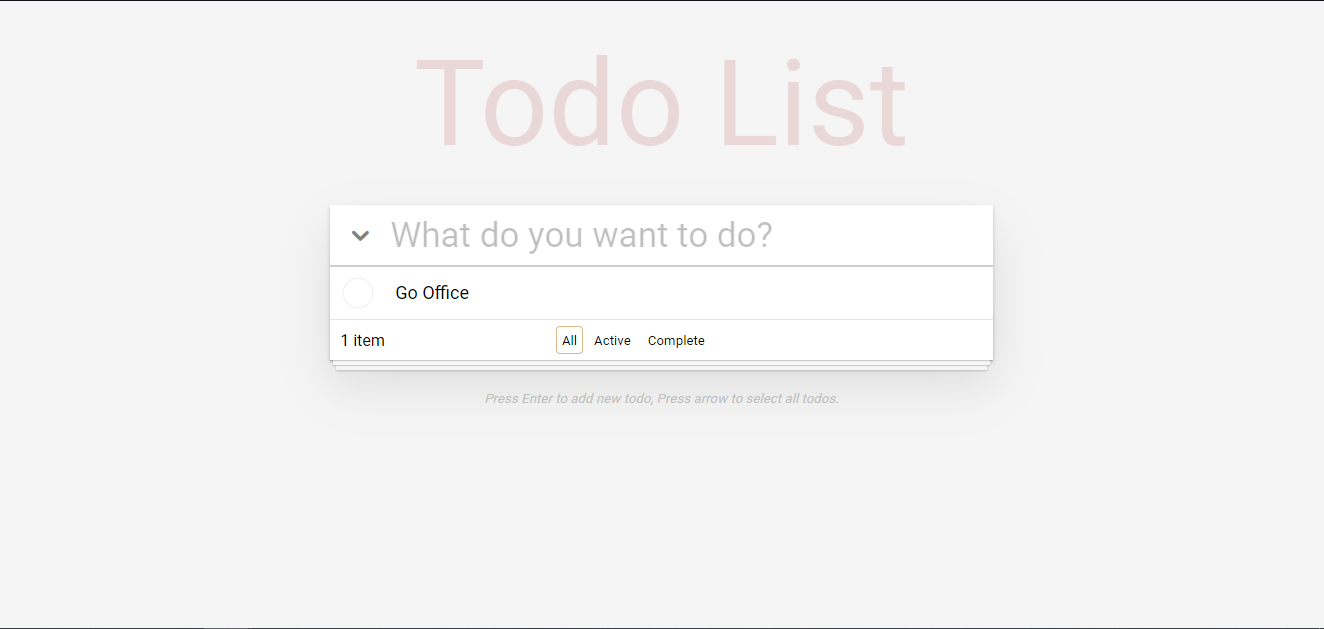 Todo List
What do you want to do?
Go Office
1 item All Active Complete
Press Enter to add new todo, Press arrow to select all todos.